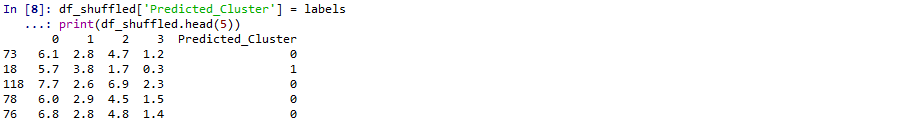 In [8]: df_shuffled['Predicted_Cluster'] = labels
   ...: print(df_shuffled.head(5))
       0    1    2    3  Predicted_Cluster
73   6.1  2.8  4.7  1.2                  0
18   5.7  3.8  1.7  0.3                  1
118  7.7  2.6  6.9  2.3                  0
78   6.0  2.9  4.5  1.5                  0
76   6.8  2.8  4.8  1.4                  0